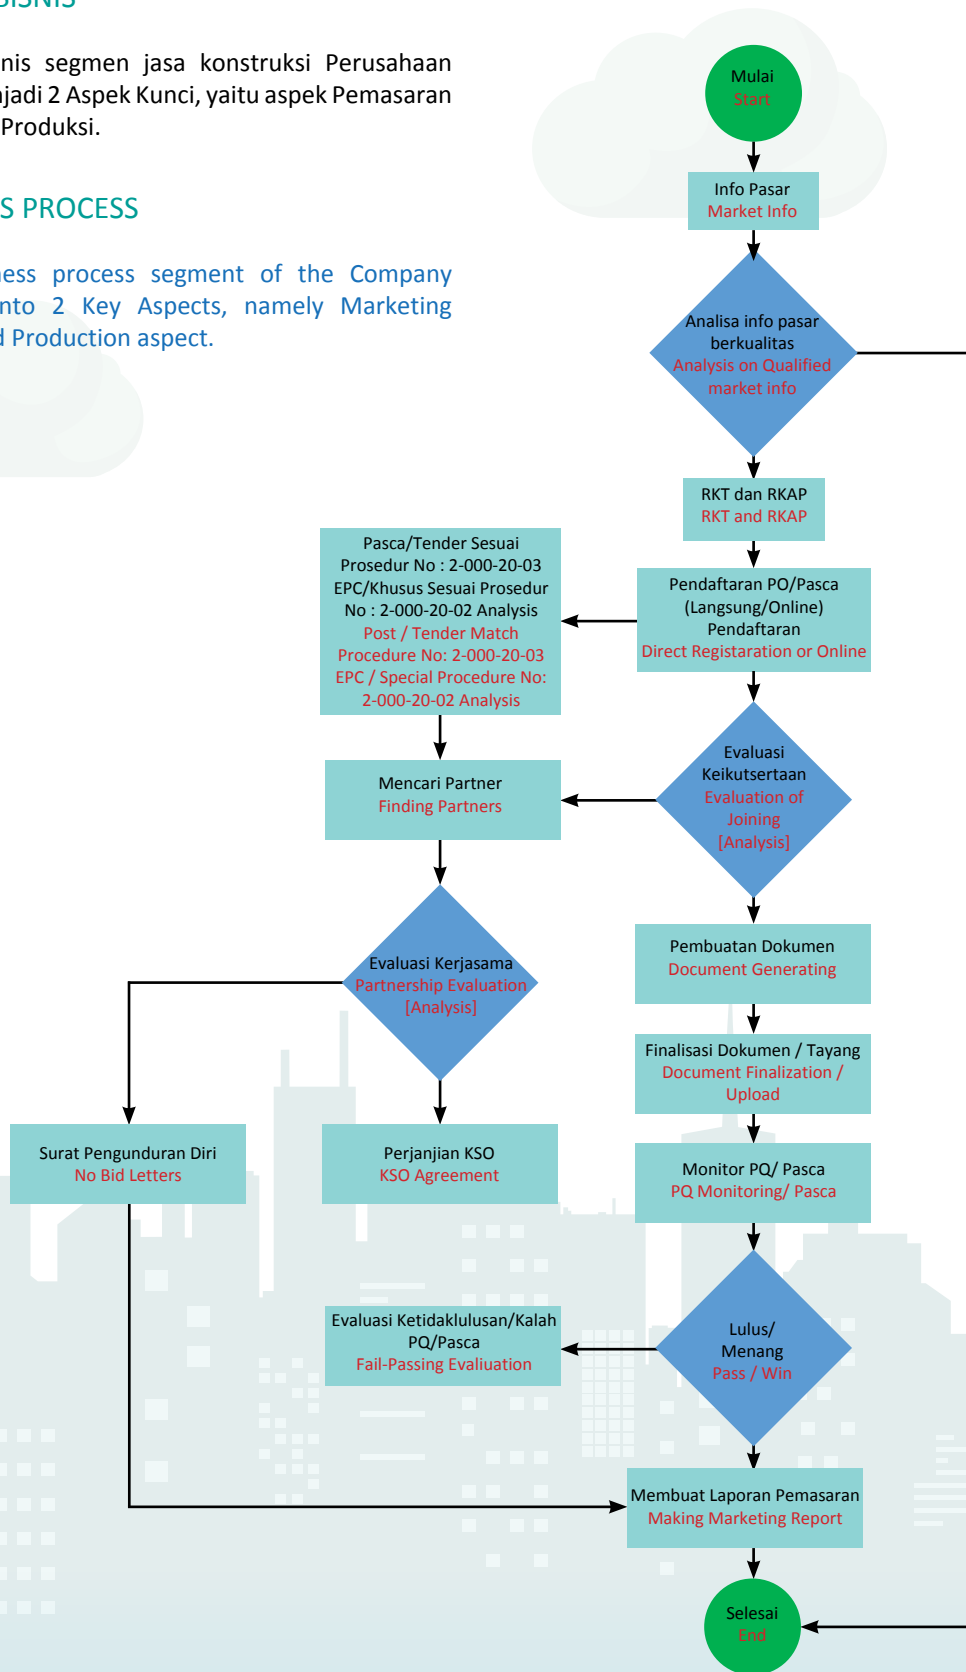 BISNIS
nis segmen jasa konstruksi Perusahaan
njadi 2 Aspek Kunci, yaitu aspek Pemasaran
Produksi.
S PROCESS
ness process segment of the Company
nto 2 Key Aspects, namely Marketing
d Production aspect.
Mulai
Start
Info Pasar
Market Info
Analisa info pasar
berkualitas
Analysis on Qualified
market info
RKT dan RKAP
RKT and RKAP
Pasca/Tender Sesuai
Prosedur No : 2-000-20-03
EPC/Khusus Sesuai Prosedur
No : 2-000-20-02 Analysis
Post / Tender Match
Procedure No: 2-000-20-03
EPC / Special Procedure No:
2-000-20-02 Analysis
Pendaftaran PO/Pasca
(Langsung/Online)
Pendaftaran
Direct Registaration or Online
Mencari Partner
Finding Partners
Evaluasi
Keikutsertaan
Evaluation of
Joining
[Analysis]
Evaluasi Kerjasama
Partnership Evaluation
[Analysis]
Pembuatan Dokumen
Document Generating
Finalisasi Dokumen / Tayang
Document Finalization /
Upload
Surat Pengunduran Diri
No Bid Letters
Perjanjian KSO
KSO Agreement
Monitor PQ/ Pasca
PQ Monitoring/ Pasca
Evaluasi Ketidaklulusan/Kalah
PQ/Pasca
Fail-Passing Evaliuation
Lulus/
Menang
Pass / Win
Membuat Laporan Pemasaran
Making Marketing Report
Selesai
End